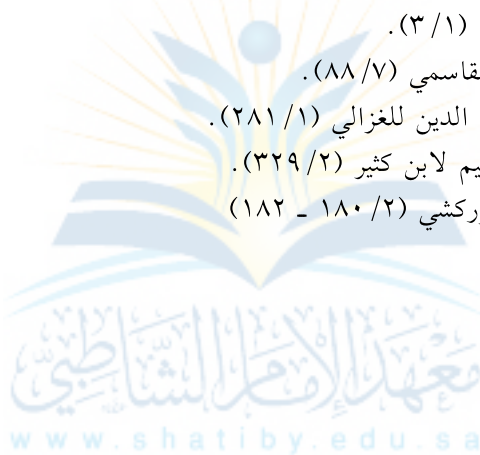 (٣/١).
قاسمي (٨٨/٧).
الدين للغزالي (٢٨١/١).
يم لابن كثير (٣٢٩/٢).
ركشي (١٨٠/٢ ـ ١٨٢)
معهد الإمام الشاطبي
www.shatiby.edu.sa